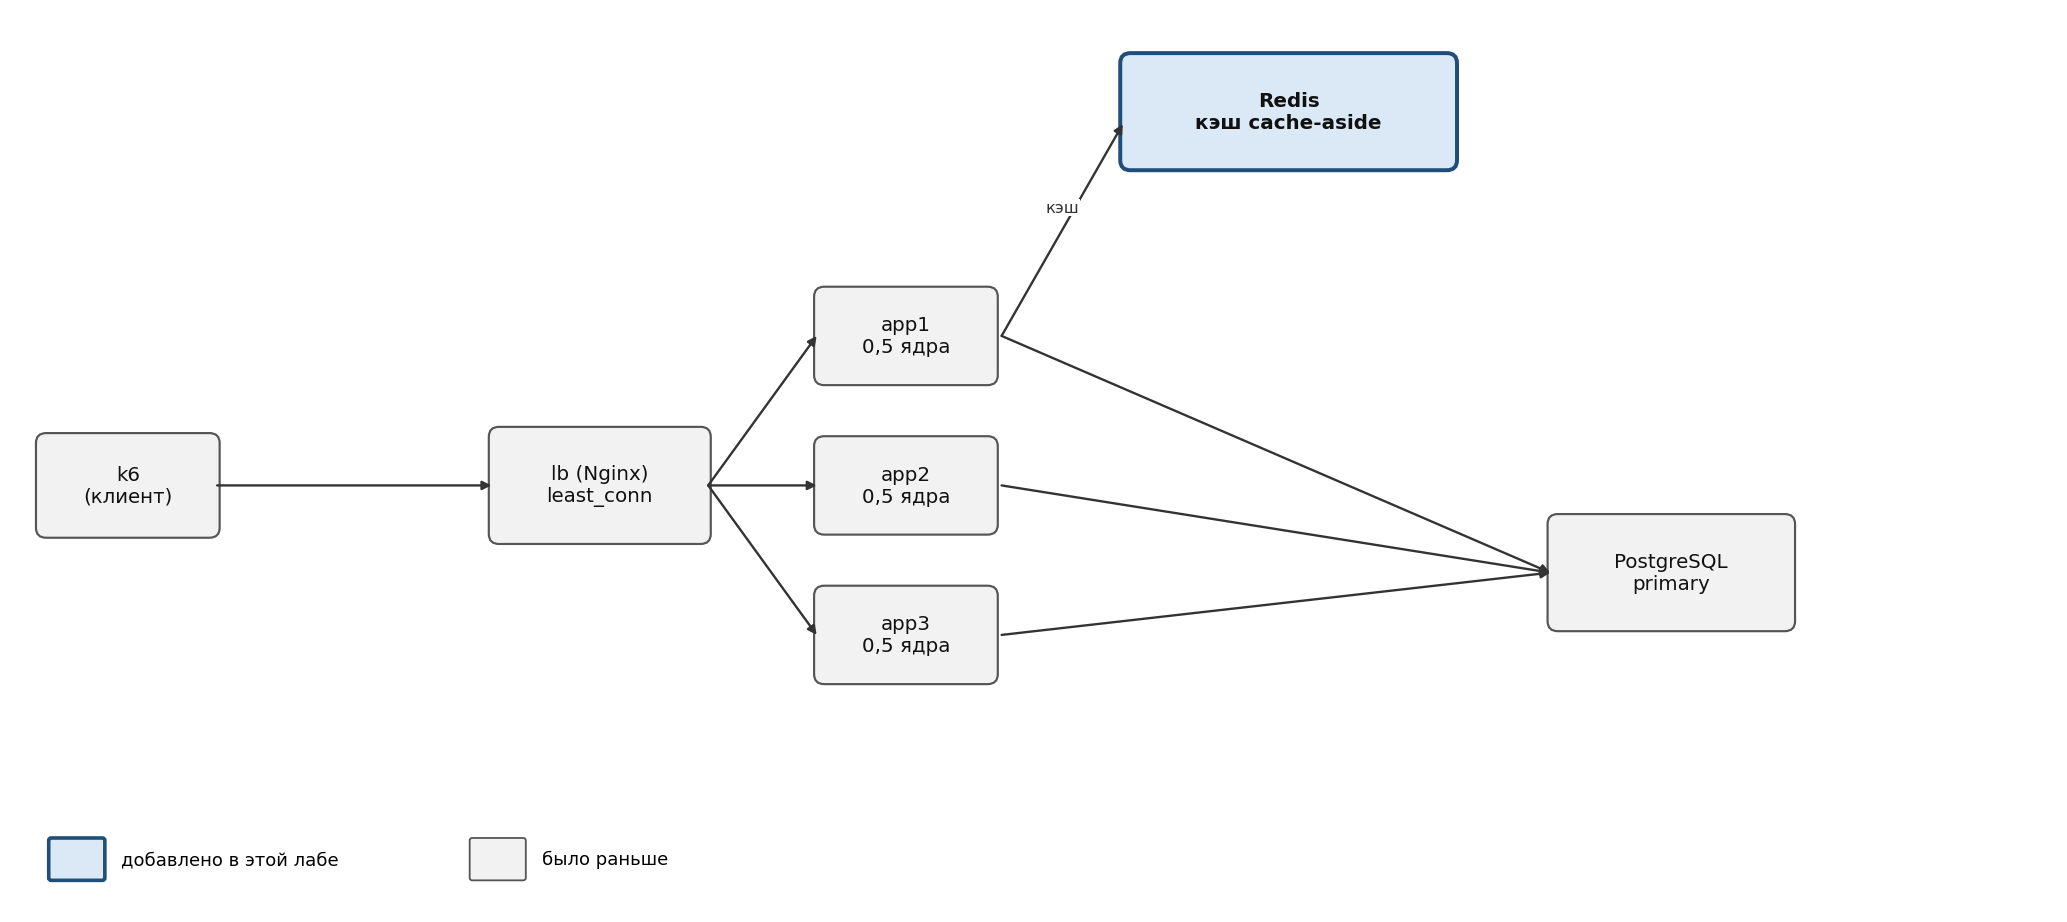 Redis
кэш cache-aside
кэш
app1
0,5 ядра
k6
(клиент)
lb (Nginx)
least_conn
app2
0,5 ядра
PostgreSQL
primary
app3
0,5 ядра
добавлено в этой лабе
было раньше